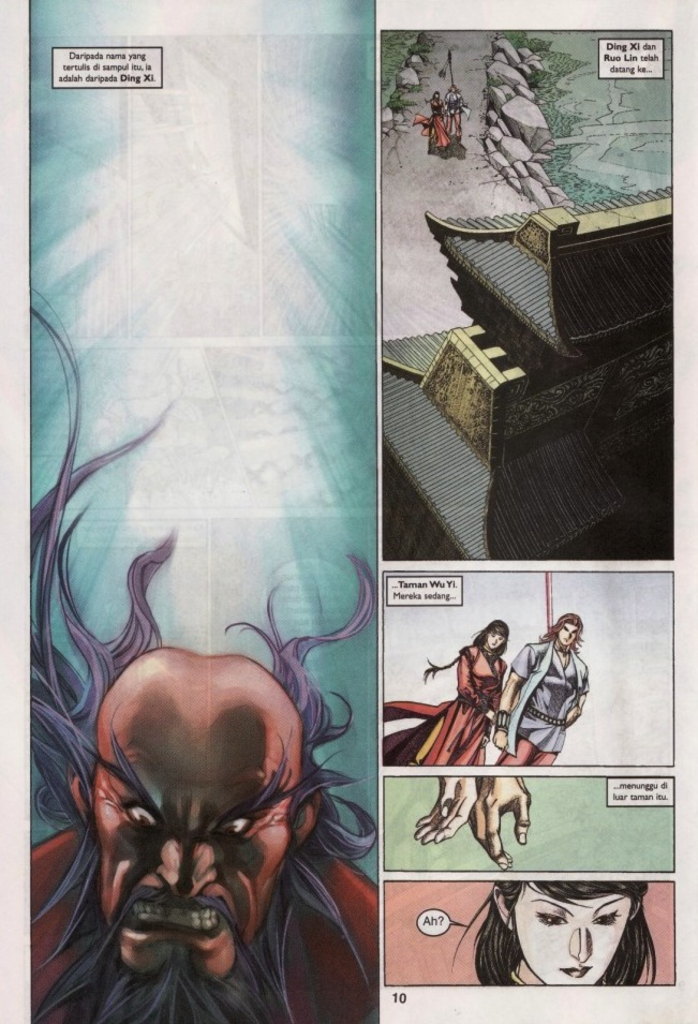 Daripada nama yang
tertulis di sampul itu, ia
adalah daripada Ding Xi.
Ding Xi dan
Ruo Lin telah
datang ke...
...Taman Wu Yi.
Mereka sedang...
...menunggu di
luar taman itu.
Ah?
10